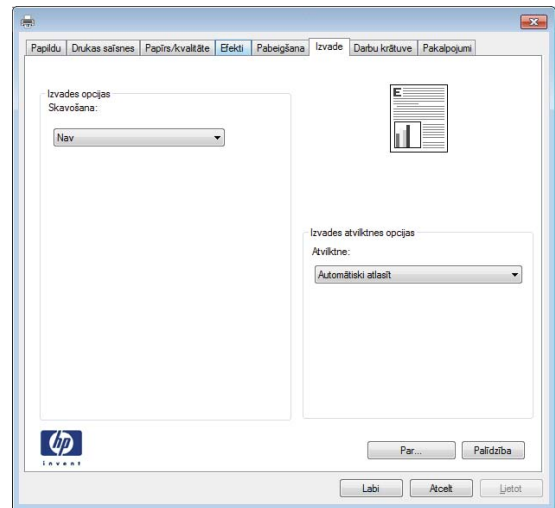 Papildu Drukas saīsnes Papīrs/kvalitāte Efekti Pabeigšana Izvade Darbu krātuve Pakalpojumi
Izvades opcijas
Skavošana:
Nav
E
Izvades atvilktnes opcijas
Atvilktne:
Automātiski atlasīt
hp
invent
Par... Palīdzība
Labi Atcelt Lietot